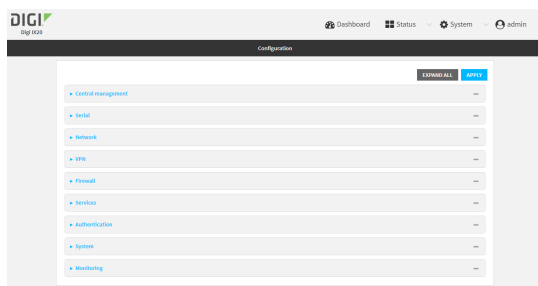 DIGI
Digi IX20
Dashboard Status System admin
Configuration
EXPAND ALL APPLY
Central management
Serial
Network
VPN
Firewall
Services
Authentication
System
Monitoring